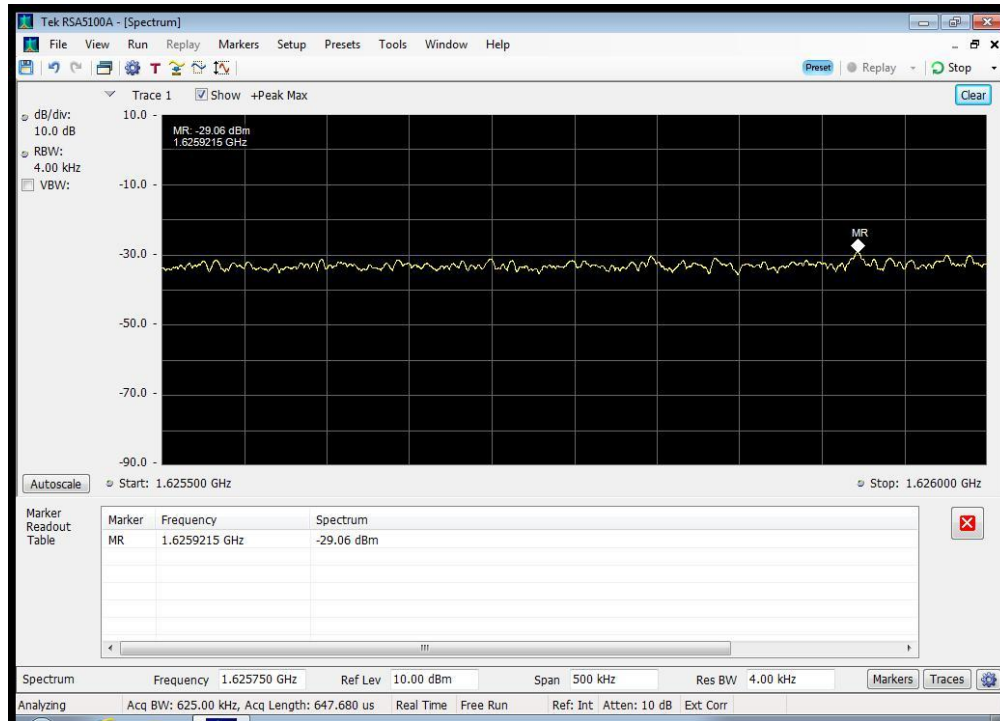 Tek RSA5100A - [Spectrum]
File View Run Replay Markers Setup Presets Tools Window Help
T Preset Replay Stop
Trace 1 Show +Peak Max Clear
dB/div:
10.0 dB
RBW:
4.00 kHz
VBW:
10.0
MR: -29.06 dBm
1.6259215 GHz
-10.0
MR
-30.0
-50.0
-70.0
-90.0
Autoscale Start: 1.625500 GHz Stop: 1.626000 GHz
Marker
Readout
Table
Marker Frequency Spectrum
MR 1.6259215 GHz -29.06 dBm
Spectrum Frequency 1.625750 GHz Ref Lev 10.00 dBm Span 500 kHz Res BW 4.00 kHz Markers Traces
Analyzing Acq BW: 625.00 kHz, Acq Length: 647.680 us Real Time Free Run Ref: Int Atten: 10 dB Ext Corr